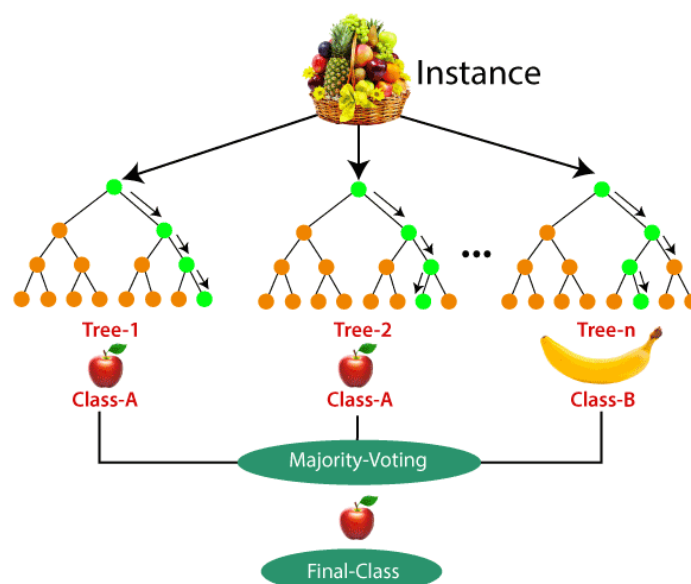 Instance
...
Tree-1
Tree-2
Tree-n
Class-A
Class-A
Class-B
Majority-Voting
Final-Class